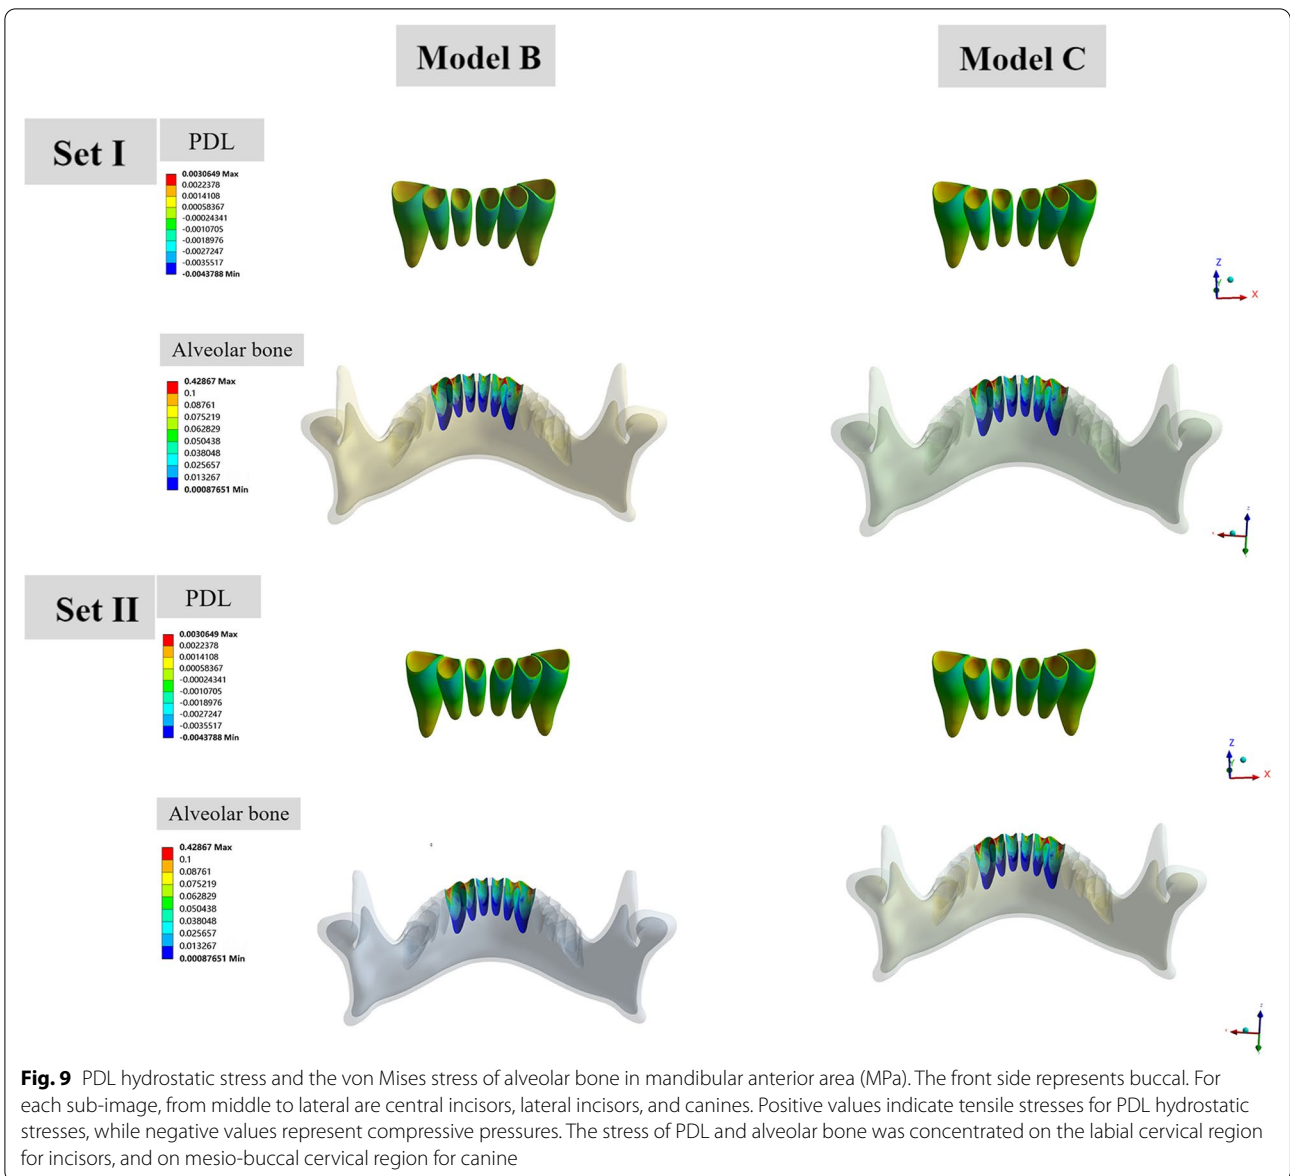 Model B
Model C
Set I
PDL
0.0030649 Max
0.0022378
0.0014108
0.00058367
-0.00024341
-0.0010705
-0.0018976
-0.0027247
-0.0035517
-0.0043788 Min
Z
Y
X
Alveolar bone
0.42867 Max
0.1
0.08761
0.075219
0.062829
0.050438
0.038048
0.025657
0.013267
0.00087651 Min
z
Set II
PDL
0.0030649 Max
0.0022378
0.0014108
0.00058367
-0.00024341
-0.0010705
-0.0018976
-0.0027247
-0.0035517
-0.0043788 Min
Z
Y
X
Alveolar bone
0.42867 Max
0.1
0.08761
0.075219
0.062829
0.050438
0.038048
0.025657
0.013267
0.00087651 Min
z
Fig. 9 PDL hydrostatic stress and the von Mises stress of alveolar bone in mandibular anterior area (MPa). The front side represents buccal. For
each sub-image, from middle to lateral are central incisors, lateral incisors, and canines. Positive values indicate tensile stresses for PDL hydrostatic
stresses, while negative values represent compressive pressures. The stress of PDL and alveolar bone was concentrated on the labial cervical region
for incisors, and on mesio-buccal cervical region for canine